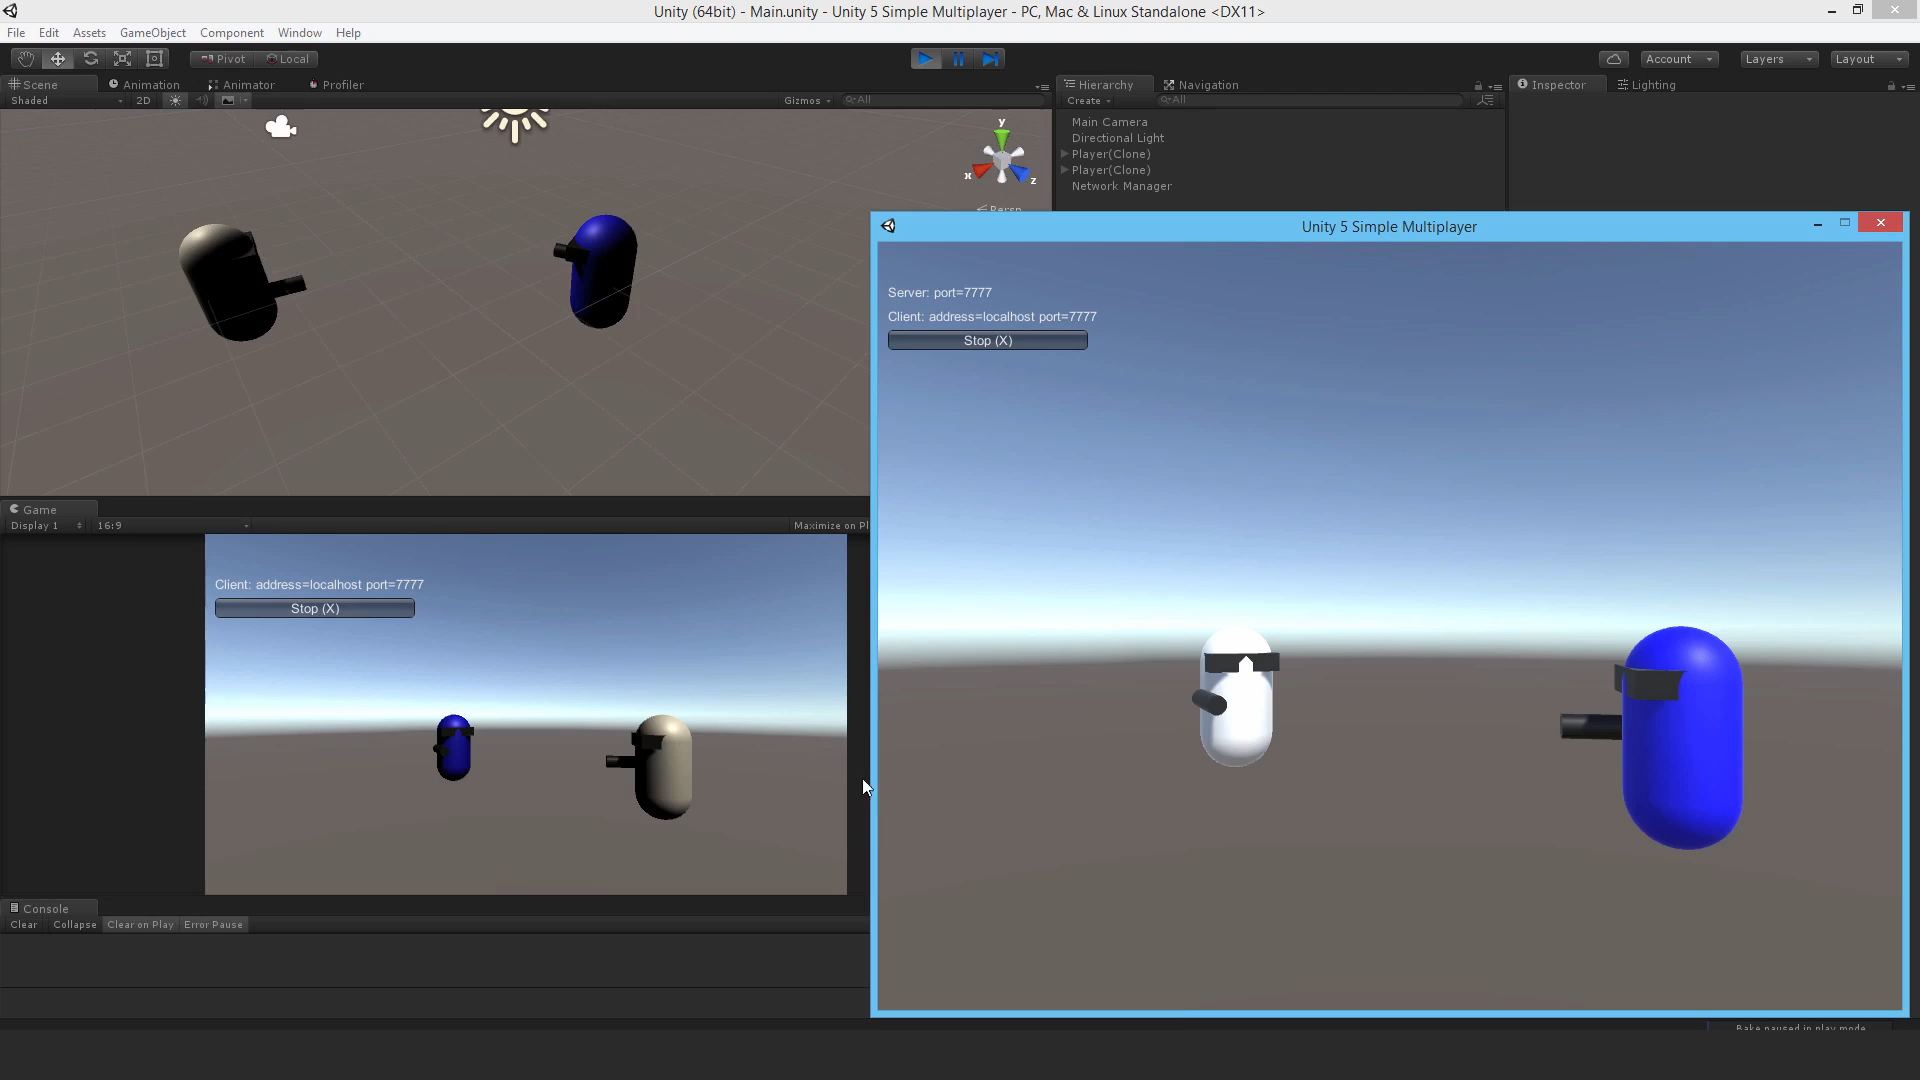 Unity (64bit) - Main.unity - Unity 5 Simple Multiplayer - PC, Mac & Linux Standalone <DX11>
File Edit Assets GameObject Component Window Help
Pivot Local Account Layers Layout
Scene Animation Animator Profiler
Shaded 2D Gizmos All
y
x z
Persp
Hierarchy Navigation
Create All
Main Camera
Directional Light
Player(Clone)
Player(Clone)
Network Manager
Inspector Lighting
Unity 5 Simple Multiplayer
Server: port=7777
Client: address=localhost port=7777
Stop (X)
Game
Display 1 16:9 Maximize on Pl
Client: address=localhost port=7777
Stop (X)
Console
Clear Collapse Clear on Play Error Pause
Bake paused in play mode